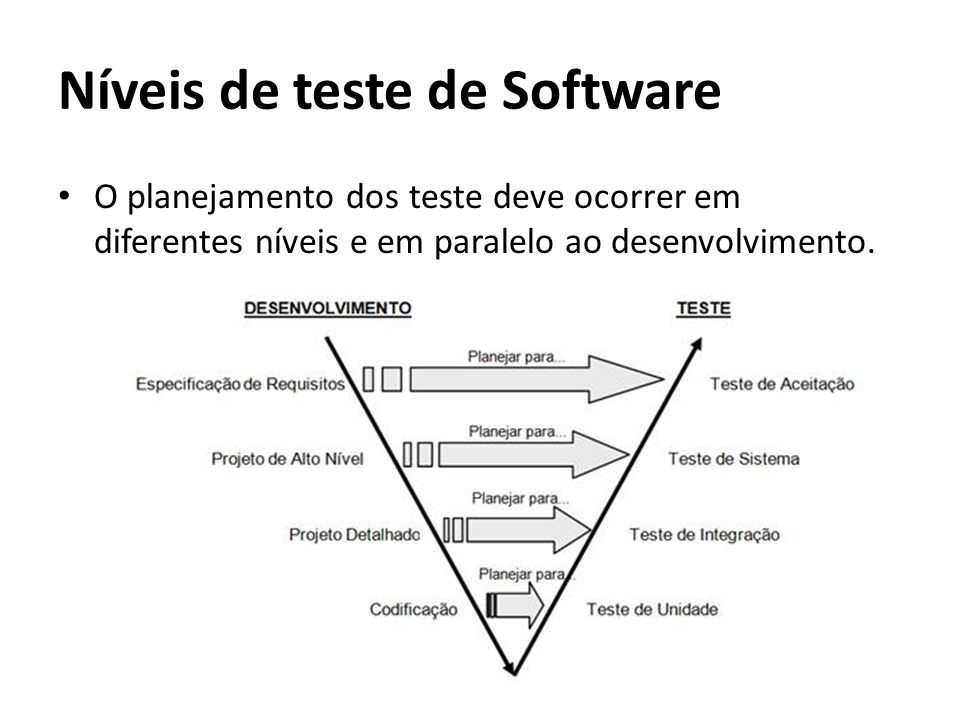 Níveis de teste de Software
• O planejamento dos teste deve ocorrer em
diferentes níveis e em paralelo ao desenvolvimento.
DESENVOLVIMENTO TESTE
Planejar para...
Especificação de Requisitos Teste de Aceitação
Planejar para...
Projeto de Alto Nível Teste de Sistema
Planejar para...
Projeto Detalhado Teste de Integração
Planejar para...
Codificação Teste de Unidade